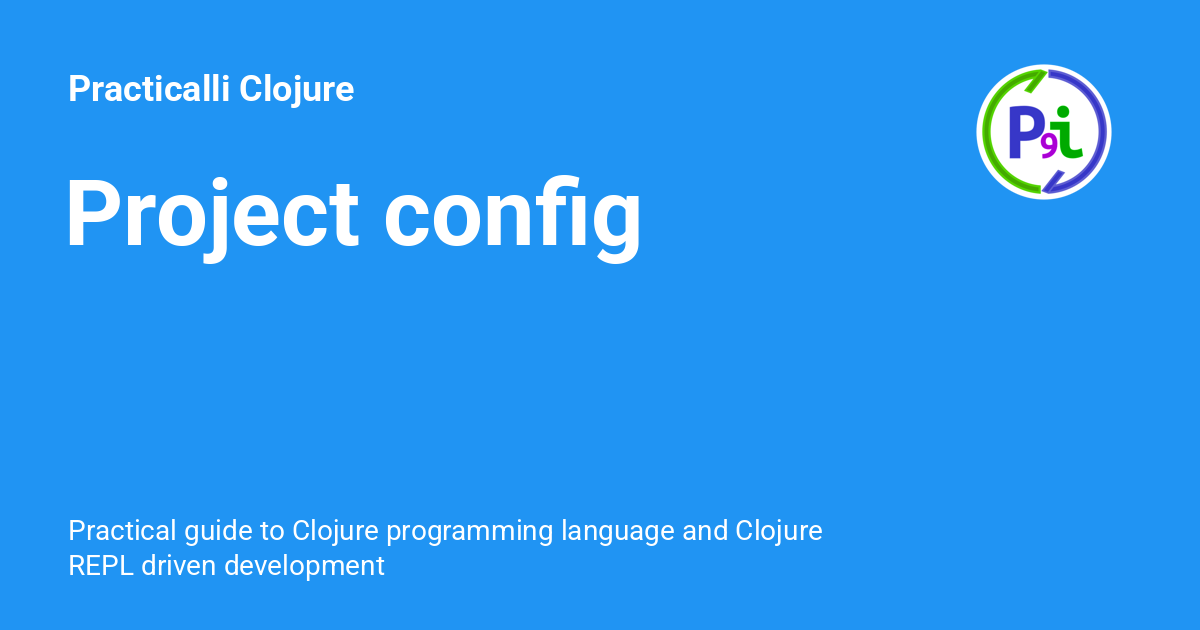 Practicalli Clojure
P9i
Project config
Practical guide to Clojure programming language and Clojure
REPL driven development